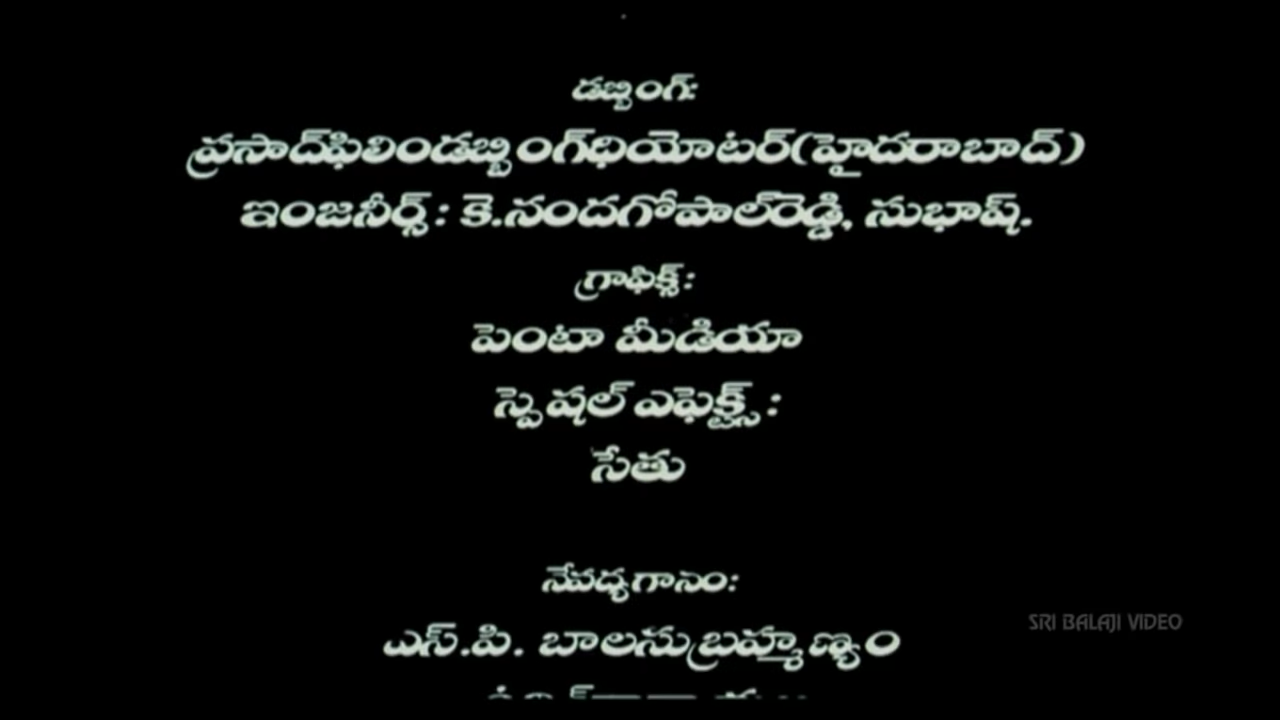 డబ్బింగ్:
ప్రసాద్‌ఫిలిండబ్బింగ్‌ధియోటర్(హైదరాబాద్)
ఇంజనీర్స్: కె.నందగోపాల్‌రెడ్డి, సుభాష్.
గ్రాఫిక్స్:
పెంటా మీడియా
స్పెషల్ ఎఫెక్ట్స్:
సేతు
నేపధ్యగానం:
SRI BALAJI VIDEO
ఎస్.పి. బాలసుబ్రహ్మణ్యం